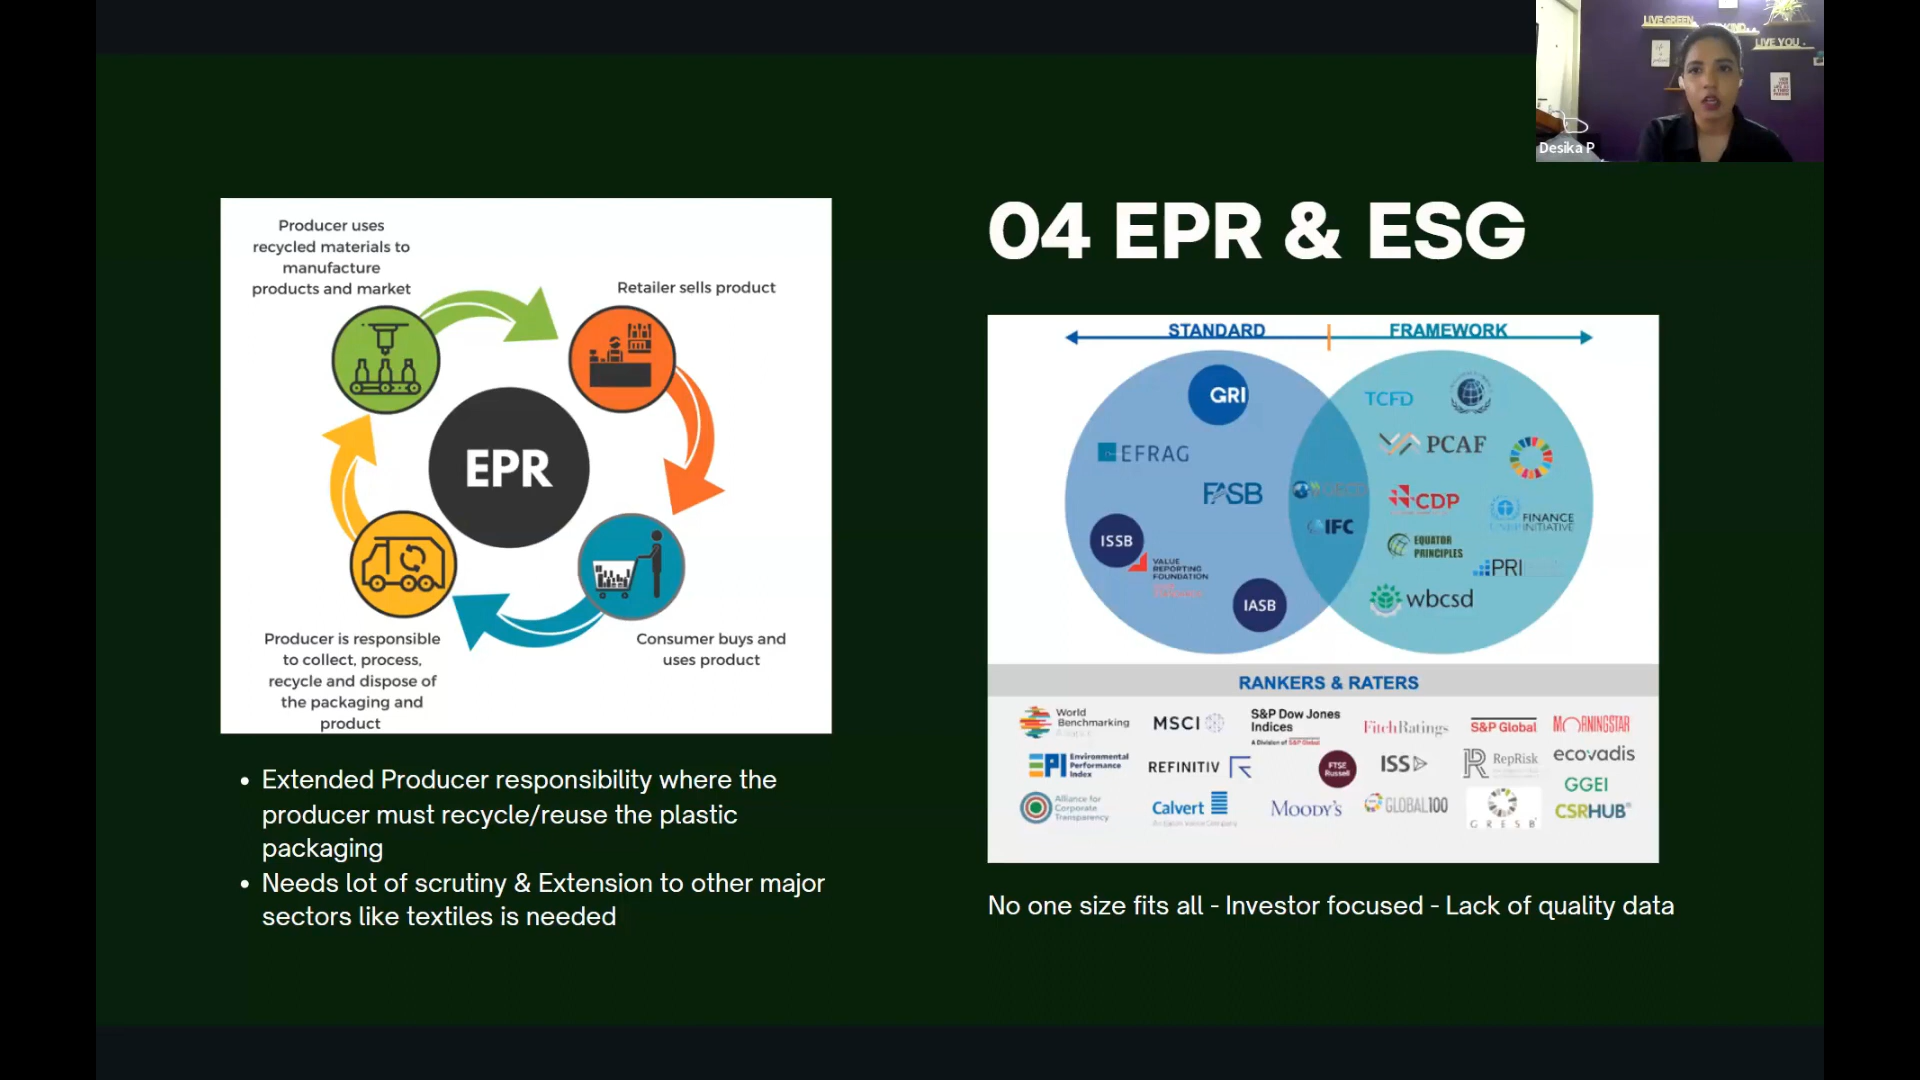 LIVE GREEN
KIND
LIVE YOU
Desika P
04 EPR & ESG
Producer uses
recycled materials to
manufacture
products and market
Retailer sells product
EPR
Producer is responsible
to collect, process,
recycle and dispose of
the packaging and
product
Consumer buys and
uses product
• Extended Producer responsibility where the
producer must recycle/reuse the plastic
packaging
• Needs lot of scrutiny & Extension to other major
sectors like textiles is needed
STANDARD
FRAMEWORK
GRI
EFRAG
FASB
ISSB
VALUE
REPORTING
FOUNDATION
IASB
IFC
TCFD
PCAF
CDP
FINANCE
INITIATIVE
EQUATOR
PRINCIPLES
PRI
wbcsd
RANKERS & RATERS
World
Benchmarking
MSCI
S&P Dow Jones
Indices
A Division of S&P Global
FitchRatings
S&P Global
MORNINGSTAR
EPI Environmental
Performance
Index
REFINITIV
FTSE
Russell
ISS
RepRisk
ecovadis
GGEI
Alliance for
Corporate
Transparency
Calvert
MOODY'S
GLOBAL100
GRESB
CSRHUB
No one size fits all - Investor focused - Lack of quality data